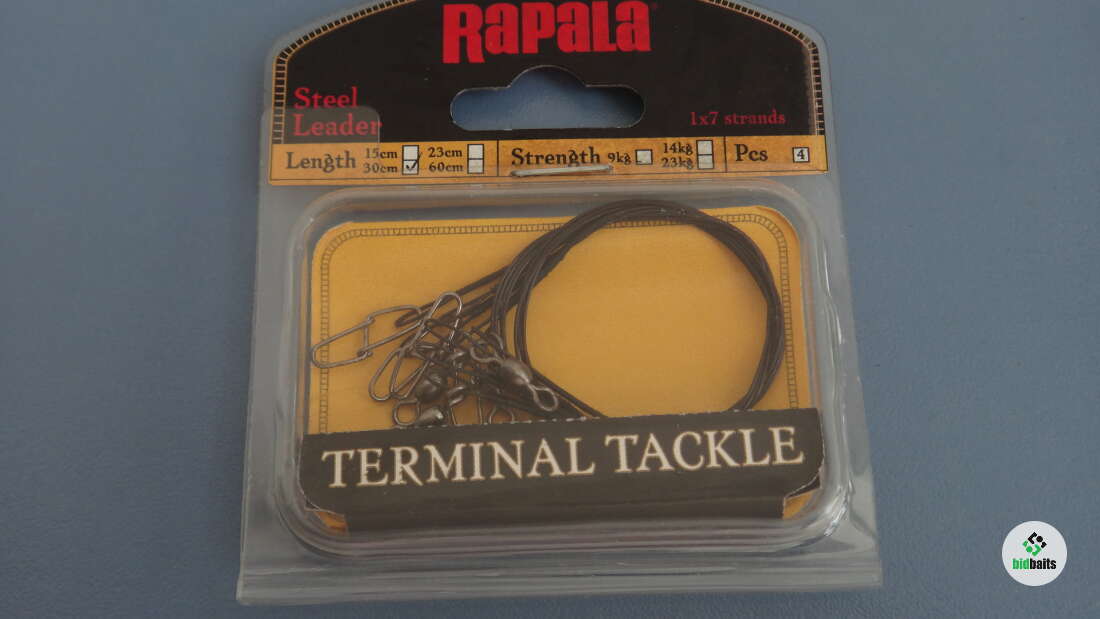 Rapala
Steel
Leader
1x7 strands
Length 15cm 23cm
30cm 60cm
Strength 9kg 14kg
23kg
Pcs 4
TERMINAL TACKLE
bidbaits